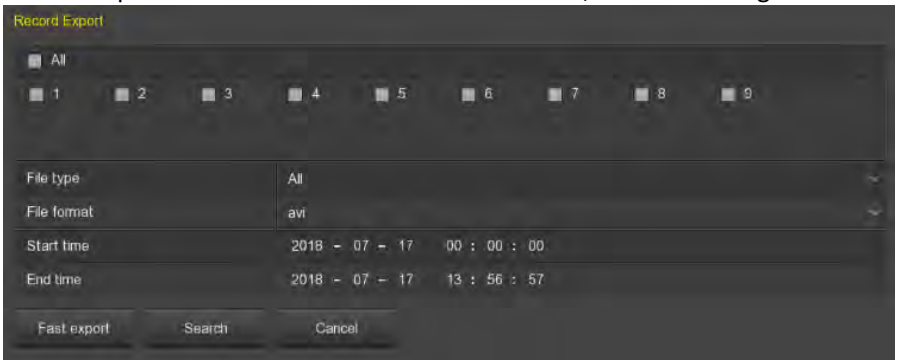 Record Export
All
1 2 3 4 5 6 7 8 9
File type All
File format avi
Start time 2018 - 07 - 17 00 : 00 : 00
End time 2018 - 07 - 17 13 : 56 : 57
Fast export Search Cancel